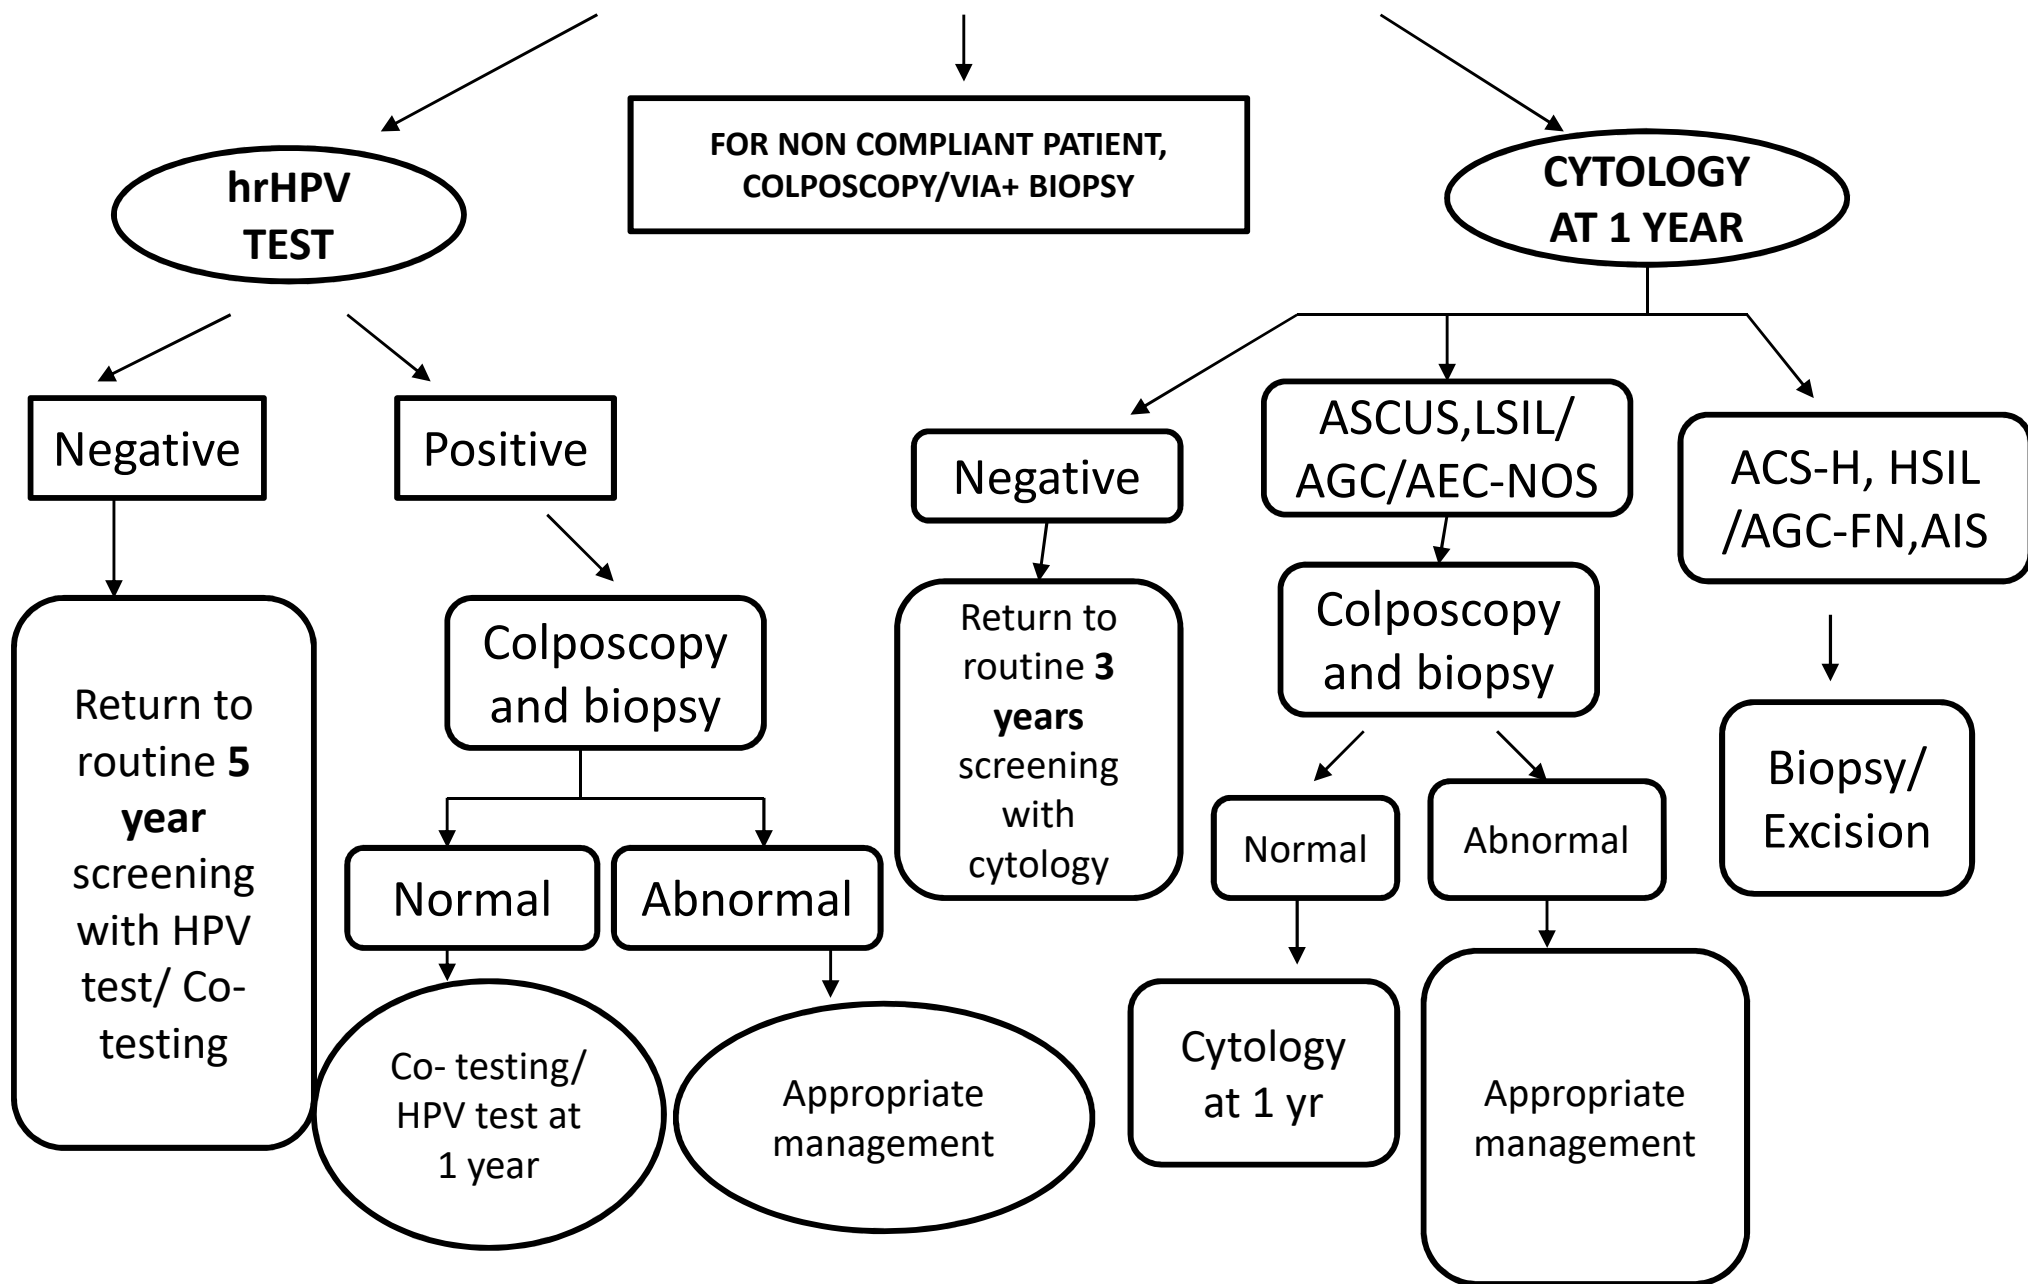 FOR NON COMPLIANT PATIENT,
COLPOSCOPY/VIA+ BIOPSY
hrHPV
TEST
CYTOLOGY
AT 1 YEAR
Negative
Positive
Negative
ASCUS,LSIL/
AGC/AEC-NOS
ACS-H, HSIL
/AGC-FN,AIS
Return to
routine 5
year
screening
with HPV
test/ Co-
testing
Colposcopy
and biopsy
Return to
routine 3
years
screening
with
cytology
Colposcopy
and biopsy
Biopsy/
Excision
Normal
Abnormal
Normal
Abnormal
Co- testing/
HPV test at
1 year
Appropriate
management
Cytology
at 1 yr
Appropriate
management